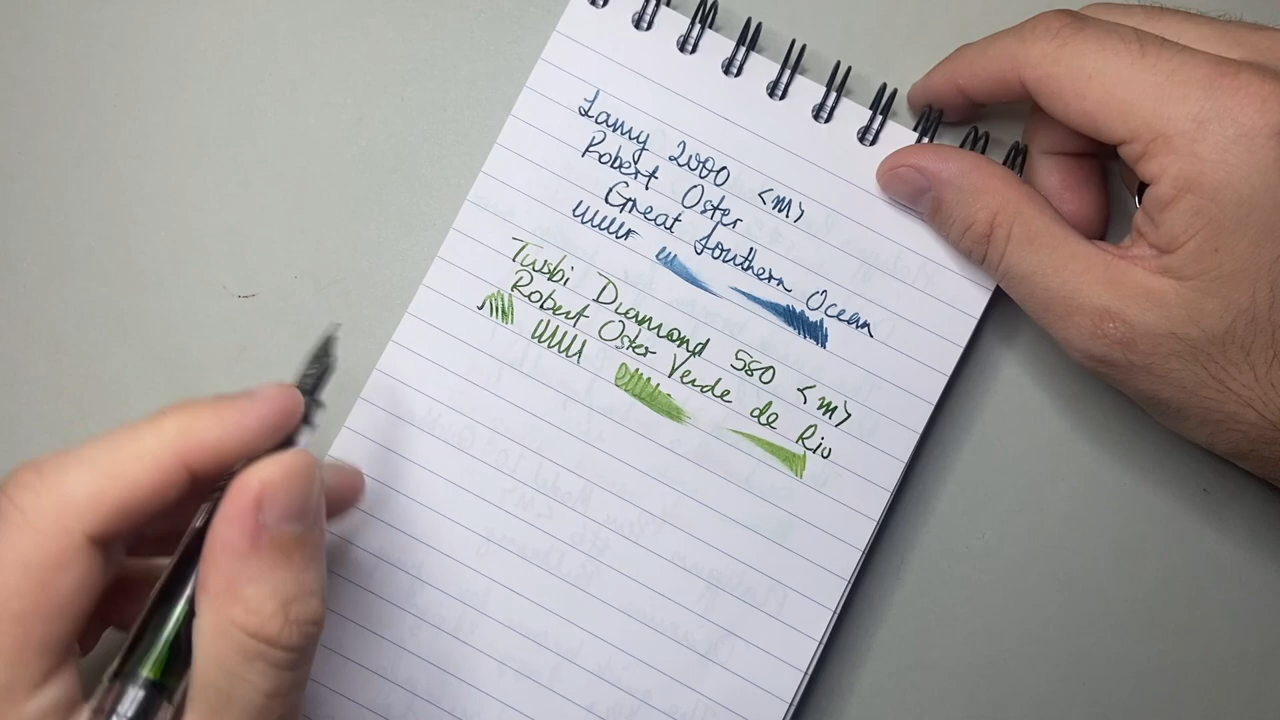 Lamy 2000 <m>
Robert Oster
Great Southern Ocean
Twsbi Diamond 580 <m>
Robert Oster Verde de Rio